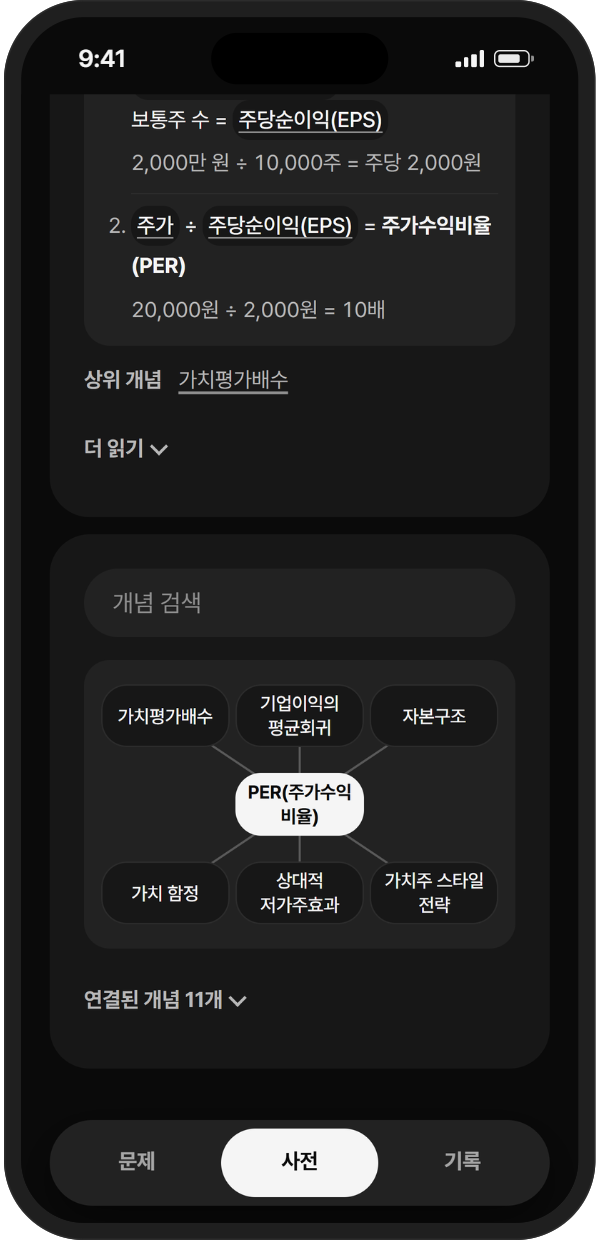 9:41
보통주 수 = 주당순이익(EPS)
2,000만 원 ÷ 10,000주 = 주당 2,000원
2. 주가 ÷ 주당순이익(EPS) = 주가수익비율
(PER)
20,000원 ÷ 2,000원 = 10배
상위 개념 가치평가배수
더 읽기
개념 검색
가치평가배수
기업이익의
평균회귀
자본구조
PER(주가수익
비율)
가치 함정
상대적
저가주효과
가치주 스타일
전략
연결된 개념 11개
문제 사전 기록